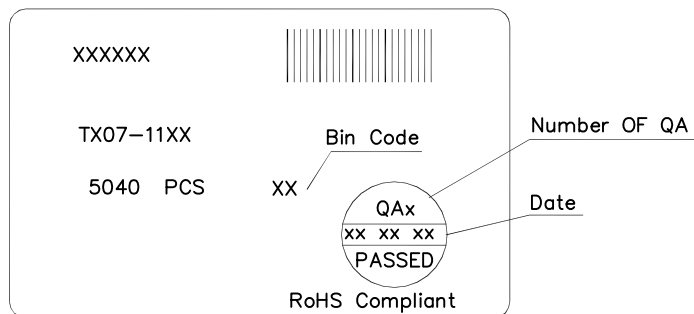 XXXXXX
TX07-11XX
Bin Code
Number OF QA
5040 PCS
XX
QAx
Date
XX XX XX
PASSED
RoHS Compliant